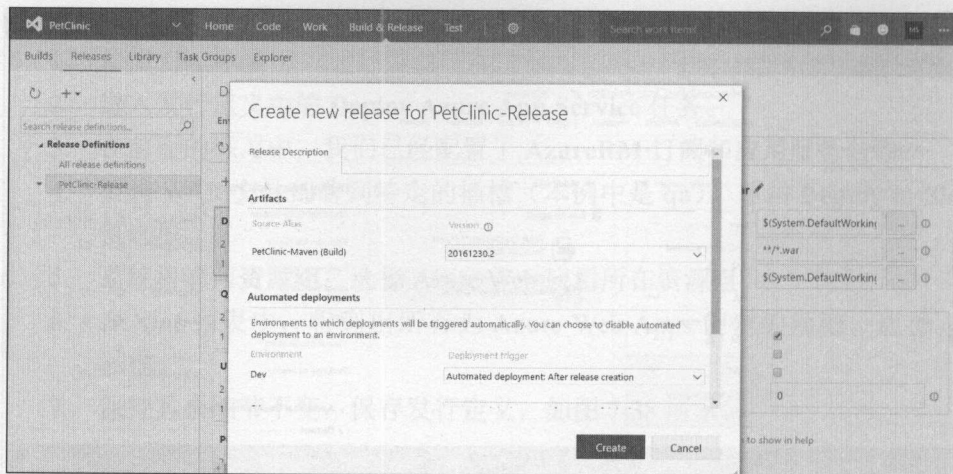 PetClinic
Home Code Work Build & Release Test Search work items MS
Builds Releases Library Task Groups Explorer
Search release definitions...
Release Definitions
All release definitions
PetClinic-Release
Create new release for PetClinic-Release
Release Description
Artifacts
Source Alias Version
PetClinic-Maven (Build) 20161230.2
Automated deployments
Environments to which deployments will be triggered automatically. You can choose to disable automated
deployment to an environment.
Environment Deployment trigger
Dev Automated deployment: After release creation
Create Cancel
$(System.DefaultWorkin ...
**/*.war ...
$(System.DefaultWorkin ...
0
to show in help